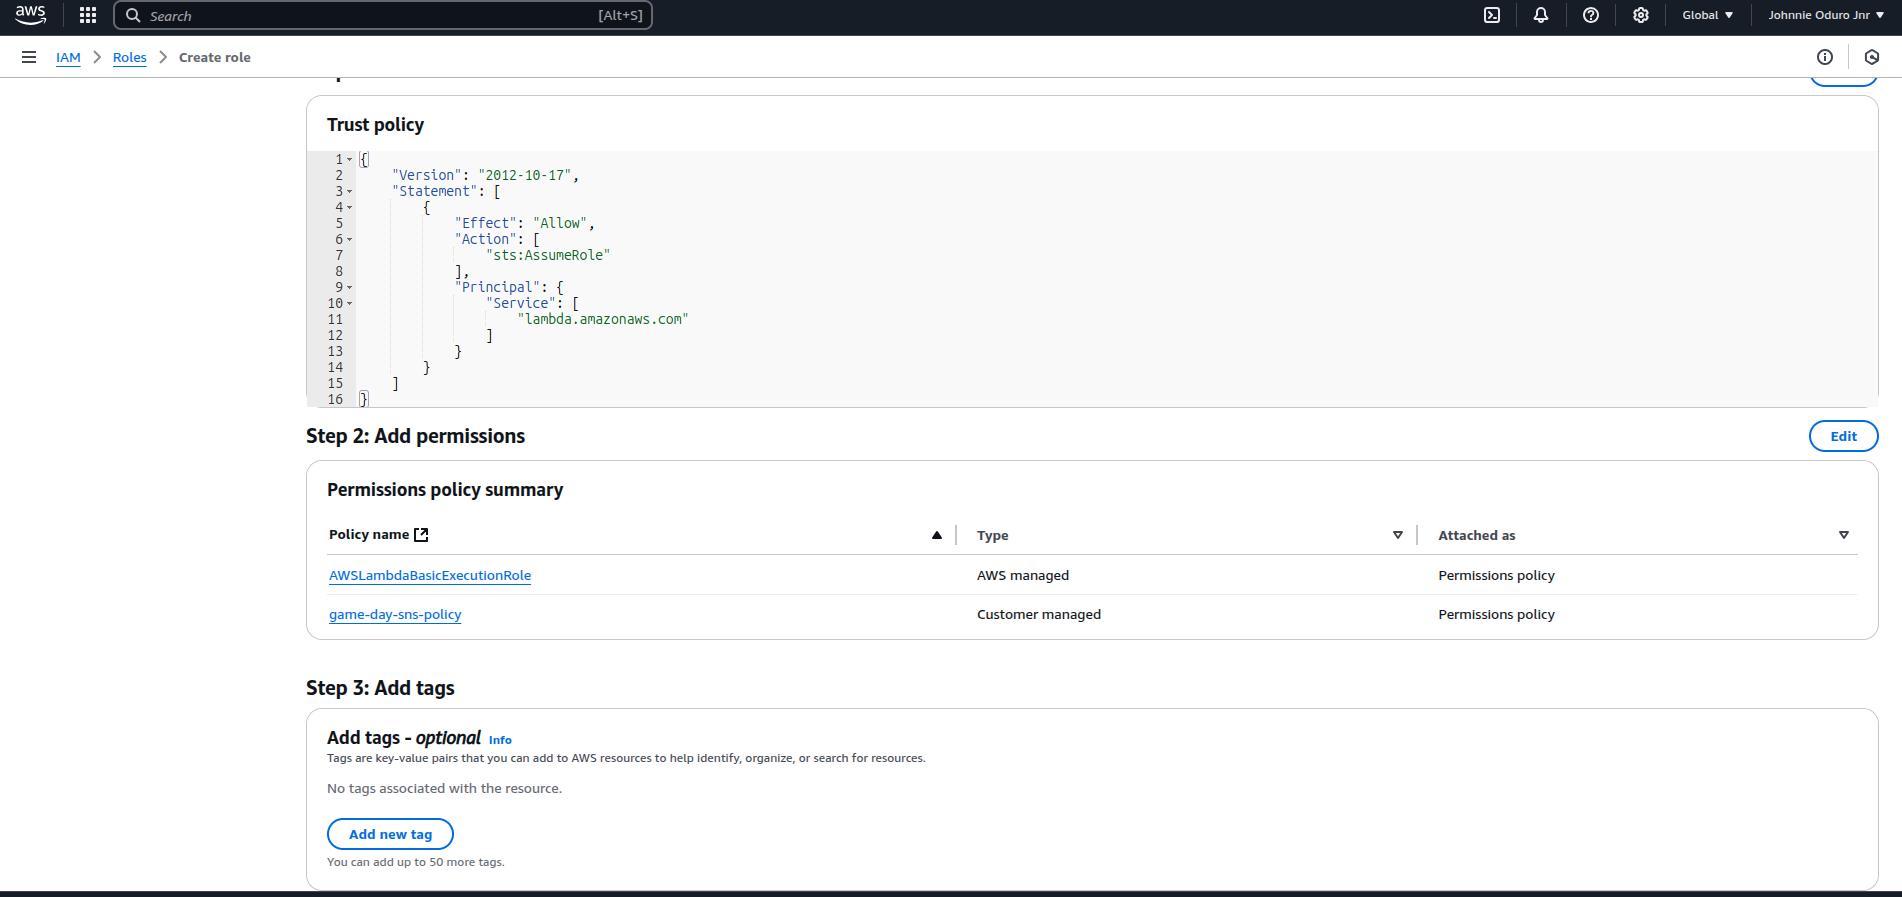 aws
Search [Alt+S]
Global
Johnnie Oduro Jnr
IAM
Roles
Create role
Trust policy
1 {
2 "Version": "2012-10-17",
3 "Statement": [
4 {
5 "Effect": "Allow",
6 "Action": [
7 "sts:AssumeRole"
8 ],
9 "Principal": {
10 "Service": [
11 "lambda.amazonaws.com"
12 ]
13 }
14 }
15 ]
16 }
Step 2: Add permissions
Edit
Permissions policy summary
Policy name
Type
Attached as
AWSLambdaBasicExecutionRole
AWS managed
Permissions policy
game-day-sns-policy
Customer managed
Permissions policy
Step 3: Add tags
Add tags - optional Info
Tags are key-value pairs that you can add to AWS resources to help identify, organize, or search for resources.
No tags associated with the resource.
Add new tag
You can add up to 50 more tags.